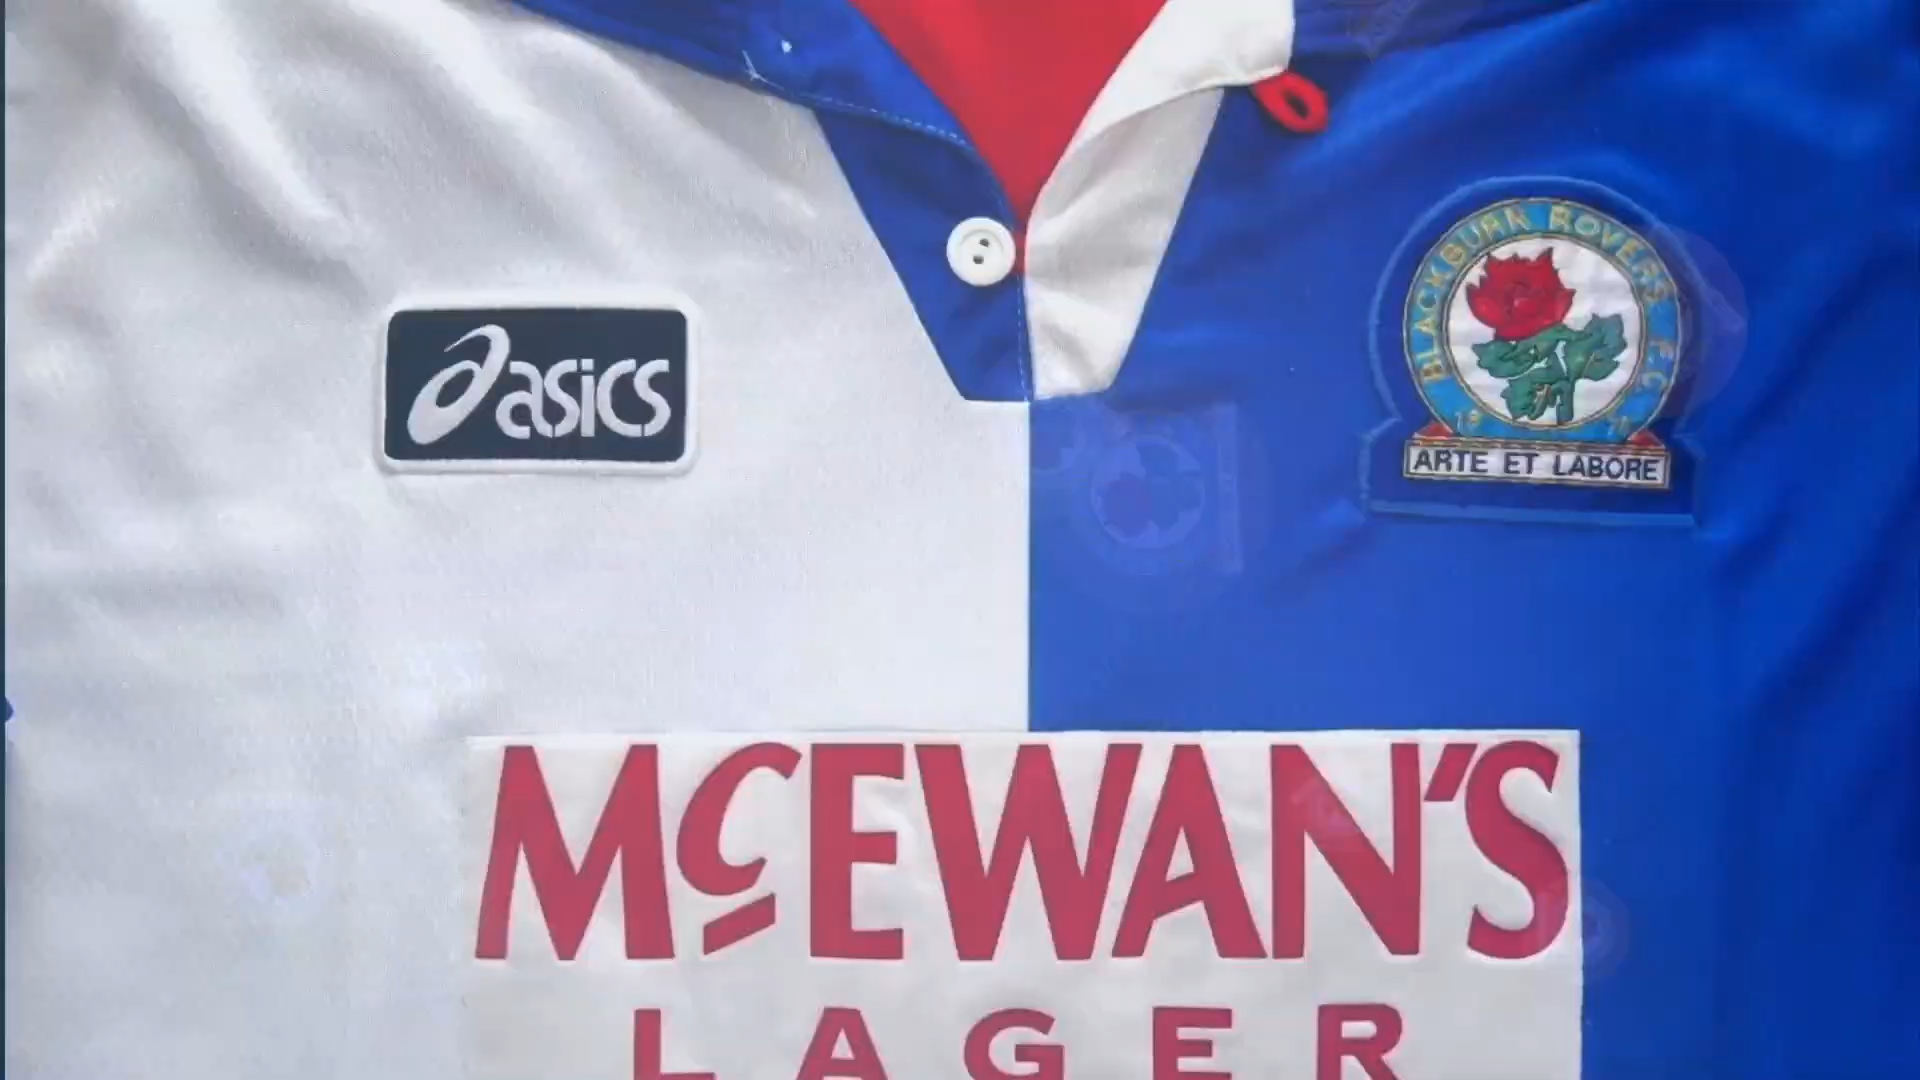 asics
BLACKBURN ROVERS F.C.
ARTE ET LABORE
McEWAN'S
LAGER